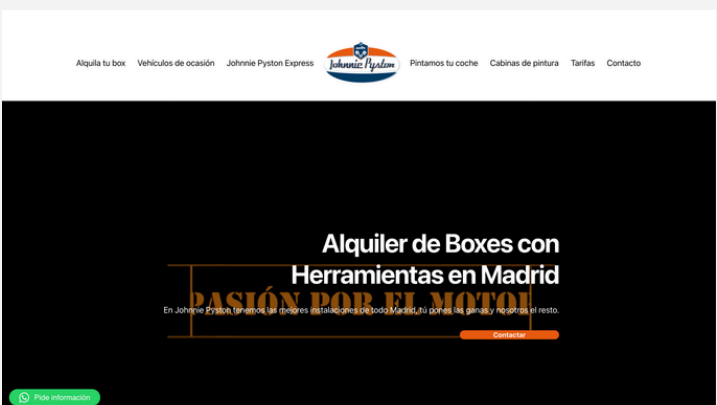 Alquila tu box Vehículos de ocasión Johnnie Pyston Express Johnnie Pyston Pintamos tu coche Cabinas de pintura Tarifas Contacto
Alquiler de Boxes con
Herramientas en Madrid
PASIÓN POR EL MOTOR
En Johnnie Pyston tenemos las mejores instalaciones de todo Madrid, tú pones las ganas y nosotros el resto.
Contactar
Pide información